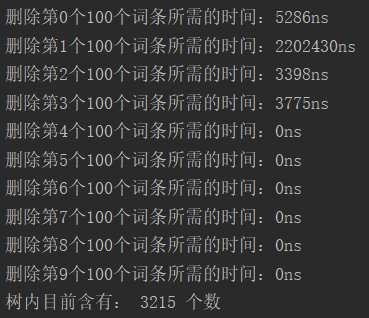 删除第0个100个词条所需的时间：5286ns
删除第1个100个词条所需的时间：2202430ns
删除第2个100个词条所需的时间：3398ns
删除第3个100个词条所需的时间：3775ns
删除第4个100个词条所需的时间：0ns
删除第5个100个词条所需的时间：0ns
删除第6个100个词条所需的时间：0ns
删除第7个100个词条所需的时间：0ns
删除第8个100个词条所需的时间：0ns
删除第9个100个词条所需的时间：0ns
树内目前含有： 3215 个数